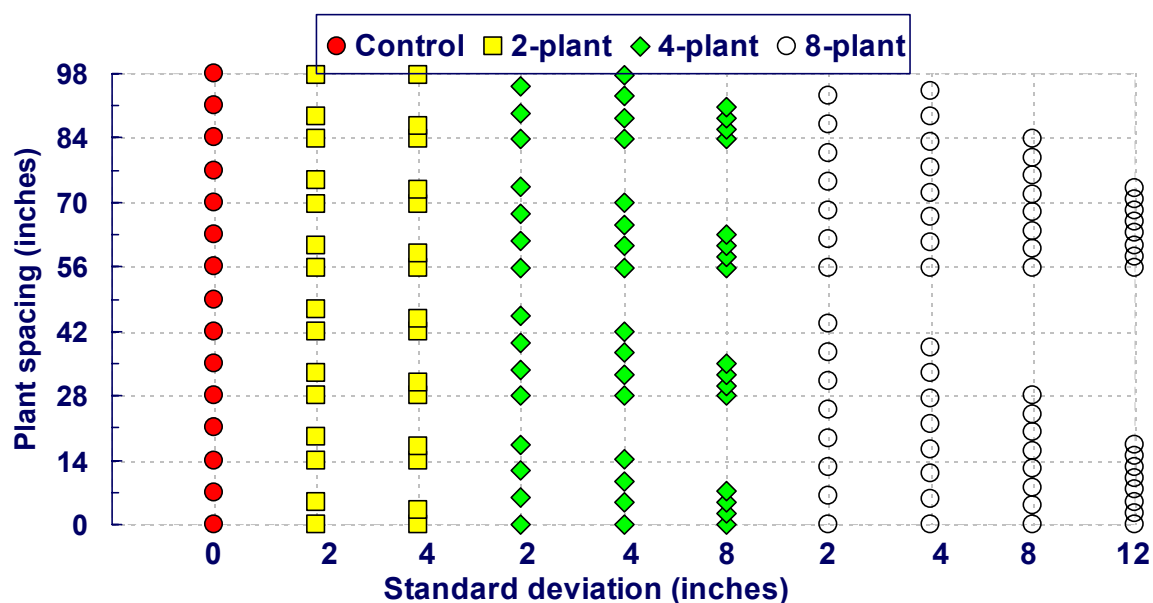 Control 2-plant 4-plant 8-plant
98
84
70
56
42
28
14
0
Plant spacing (inches)
0 2 4 2 4 8 2 4 8 12
Standard deviation (inches)